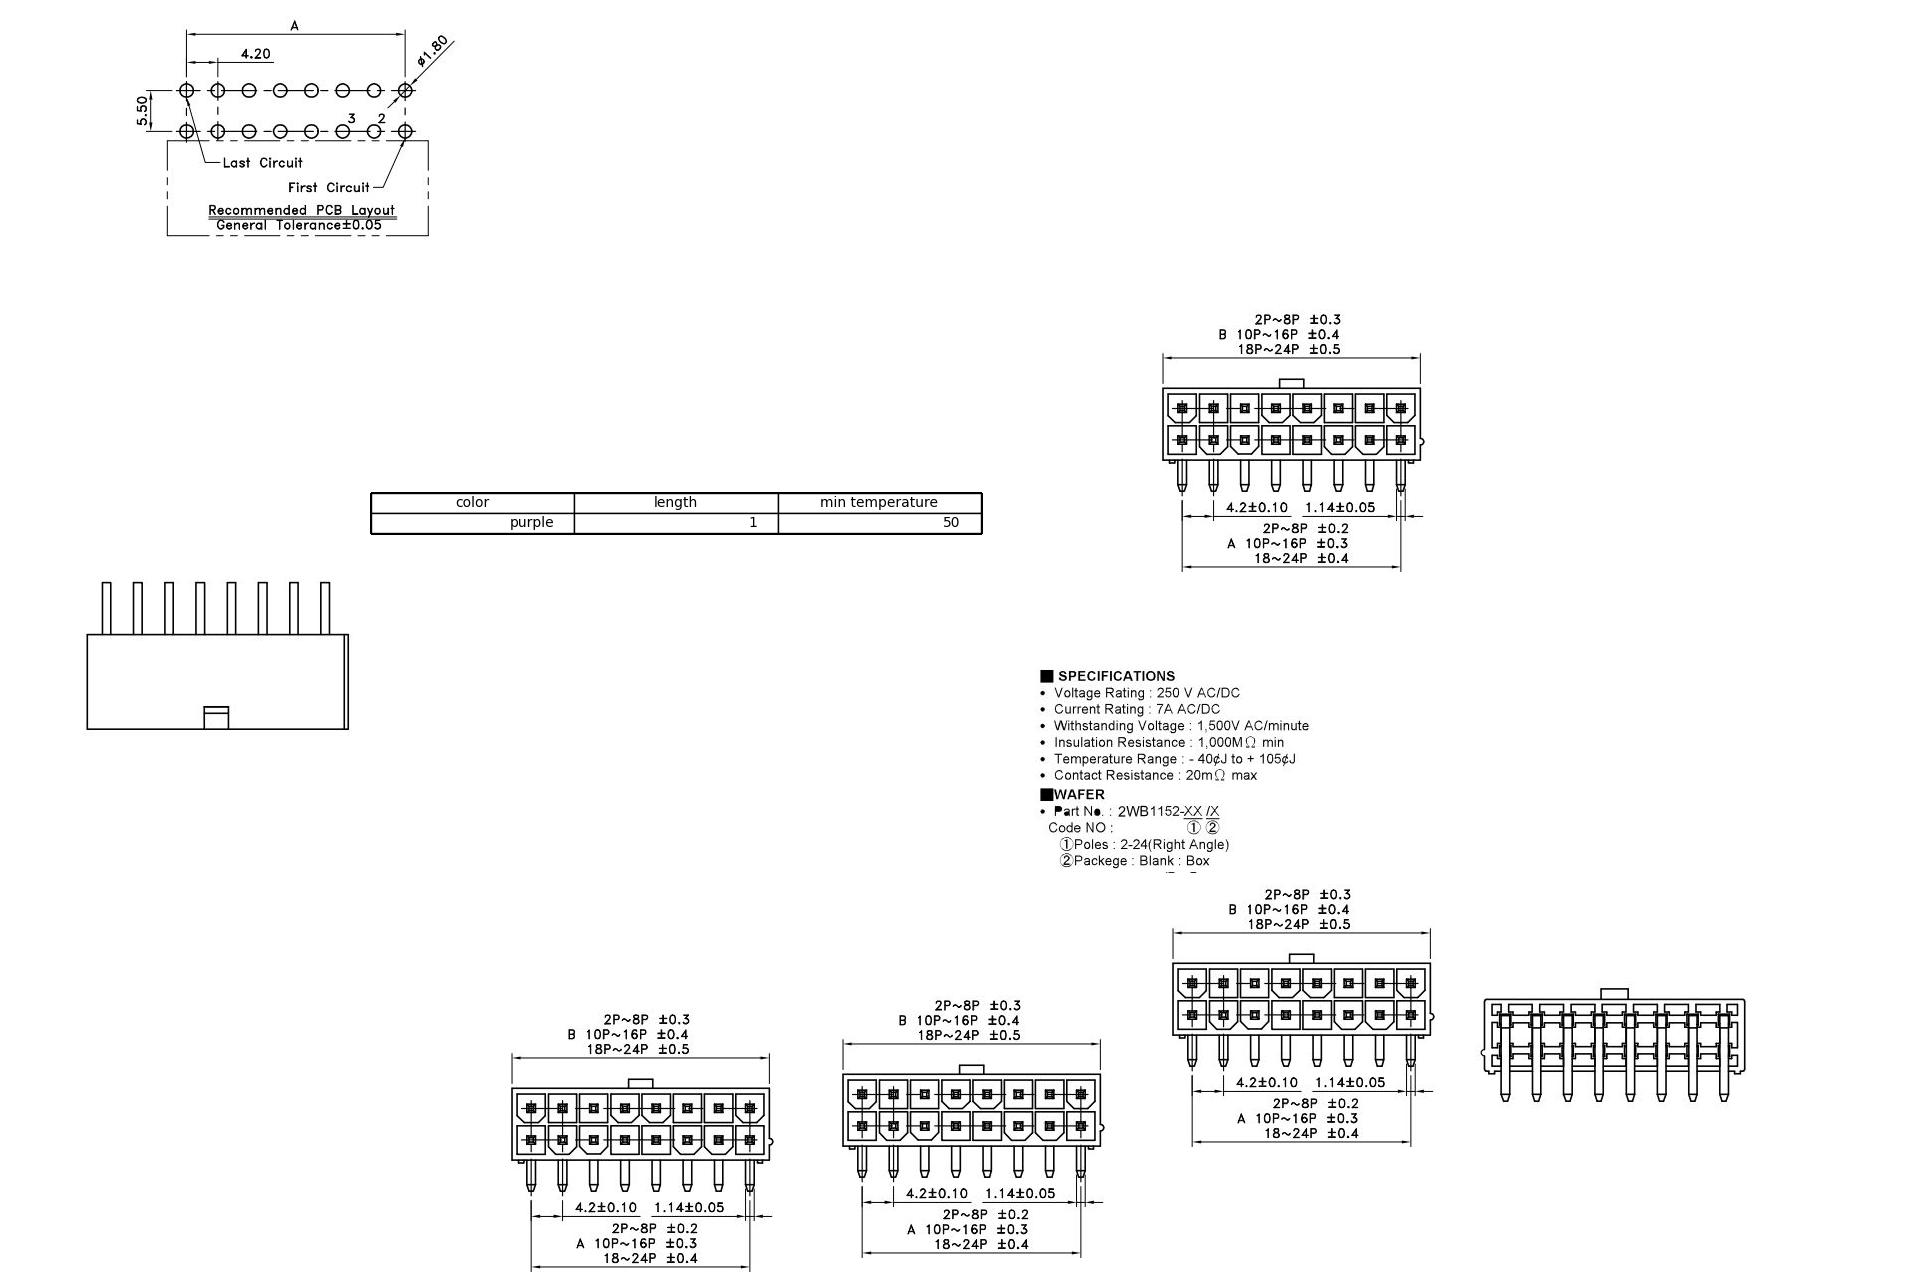 A
4.20
ø1.80
5.50
3 2
Last Circuit
First Circuit
Recommended PCB Layout
General Tolerance±0.05
2P~8P ±0.3
B 10P~16P ±0.4
18P~24P ±0.5
4.2±0.10 1.14±0.05
2P~8P ±0.2
A 10P~16P ±0.3
18~24P ±0.4
color length min temperature
purple 1 50
■ SPECIFICATIONS
• Voltage Rating : 250 V AC/DC
• Current Rating : 7A AC/DC
• Withstanding Voltage : 1,500V AC/minute
• Insulation Resistance : 1,000MΩ min
• Temperature Range : - 40¢J to + 105¢J
• Contact Resistance : 20mΩ max
■WAFER
• Part No. : 2WB1152-XX /X
Code NO : ① ②
①Poles : 2-24(Right Angle)
②Packege : Blank : Box
2P~8P ±0.3
B 10P~16P ±0.4
18P~24P ±0.5
4.2±0.10 1.14±0.05
2P~8P ±0.2
A 10P~16P ±0.3
18~24P ±0.4
2P~8P ±0.3
B 10P~16P ±0.4
18P~24P ±0.5
4.2±0.10 1.14±0.05
2P~8P ±0.2
A 10P~16P ±0.3
18~24P ±0.4
2P~8P ±0.3
B 10P~16P ±0.4
18P~24P ±0.5
4.2±0.10 1.14±0.05
2P~8P ±0.2
A 10P~16P ±0.3
18~24P ±0.4